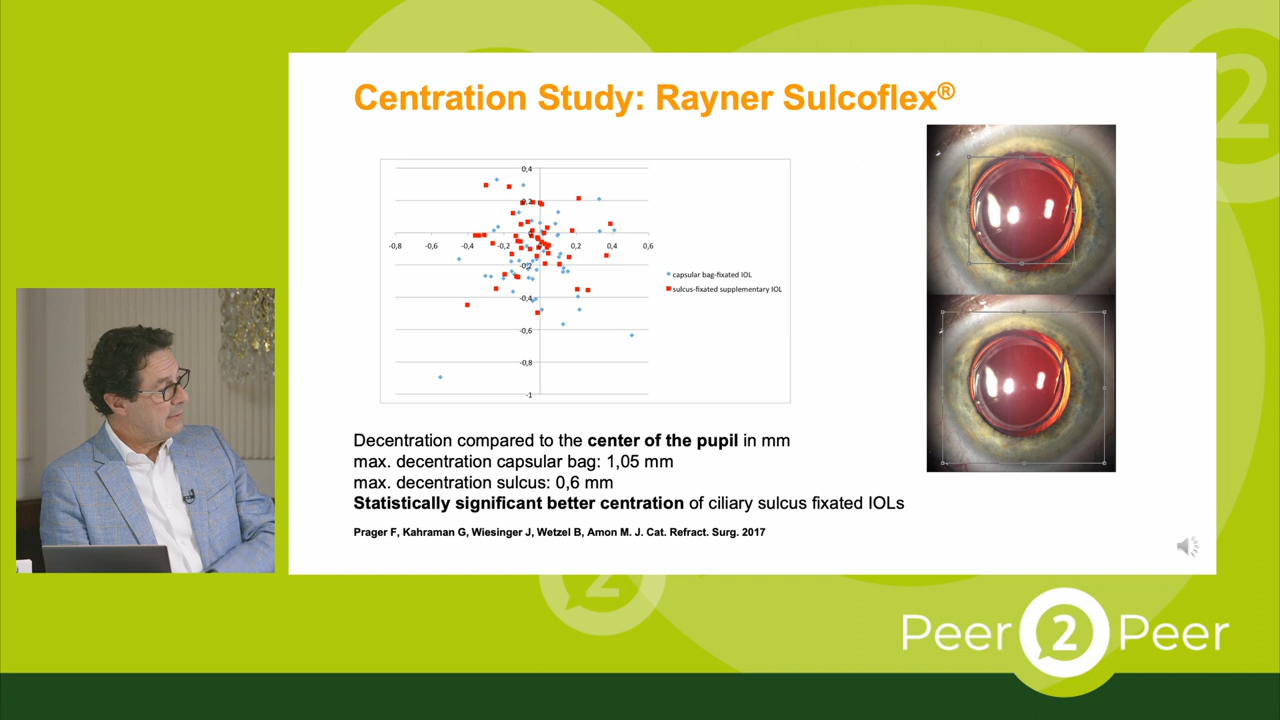 Centration Study: Rayner Sulcoflex®
0,4
0,2
0
-0,8
-0,6
-0,4
-0,2
0
0,2
0,4
0,6
-0,2
-0,4
-0,6
-0,8
-1
capsular bag-fixated IOL
sulcus-fixated supplementary IOL
Decentration compared to the center of the pupil in mm
max. decentration capsular bag: 1,05 mm
max. decentration sulcus: 0,6 mm
Statistically significant better centration of ciliary sulcus fixated IOLs
Prager F, Kahraman G, Wiesinger J, Wetzel B, Amon M. J. Cat. Refract. Surg. 2017
Peer 2 Peer
2
2